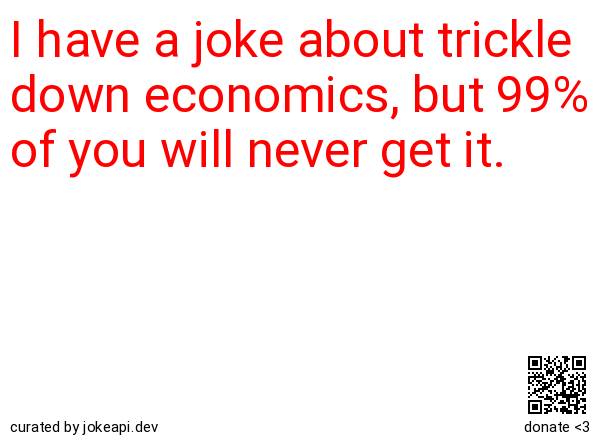 I have a joke about trickle
down economics, but 99%
of you will never get it.
curated by jokeapi.dev
donate <3